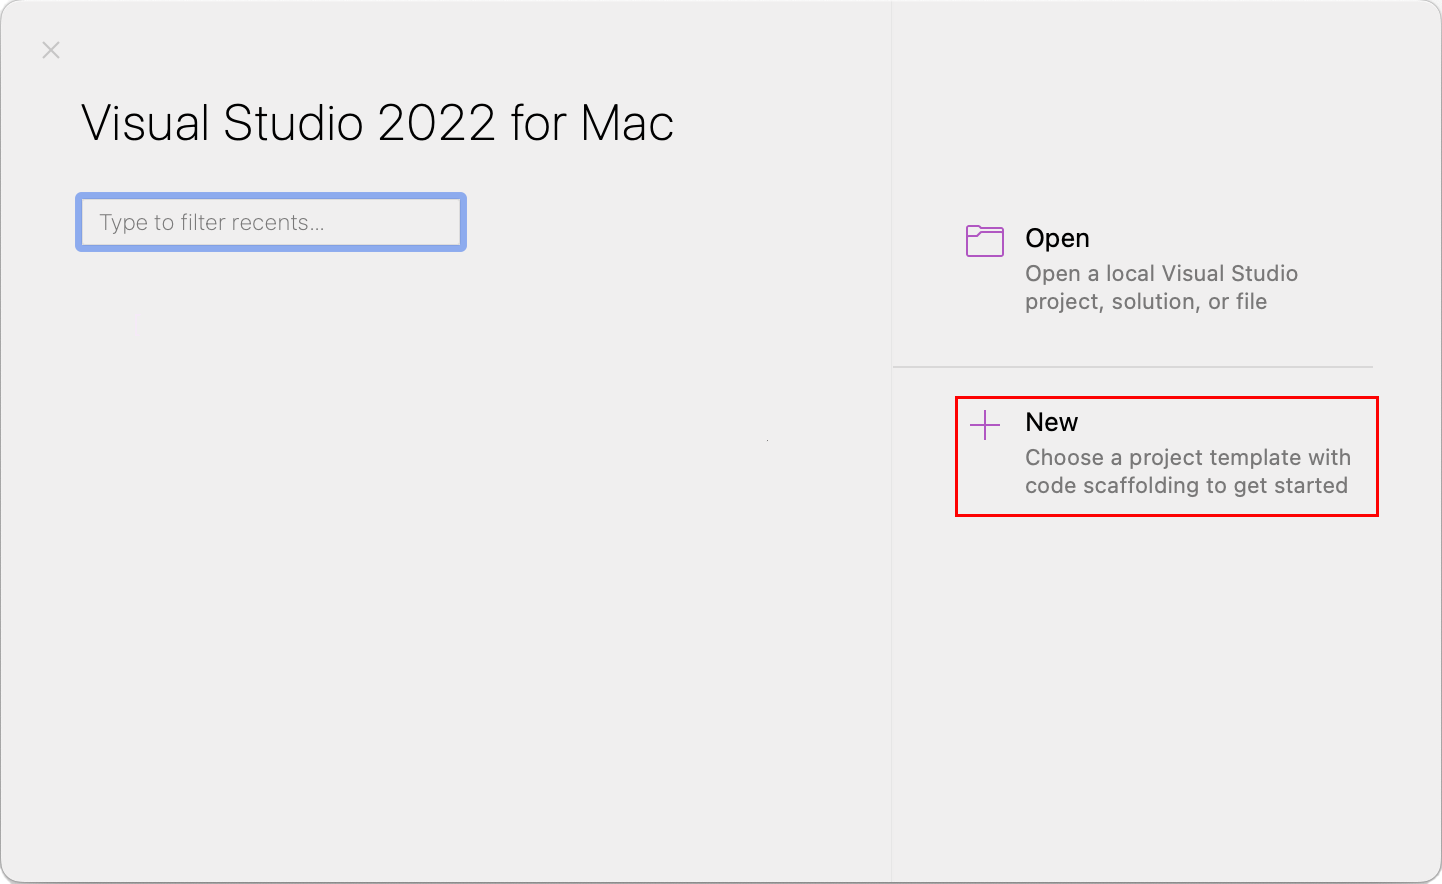 Visual Studio 2022 for Mac
Type to filter recents...
Open
Open a local Visual Studio
project, solution, or file
New
Choose a project template with
code scaffolding to get started